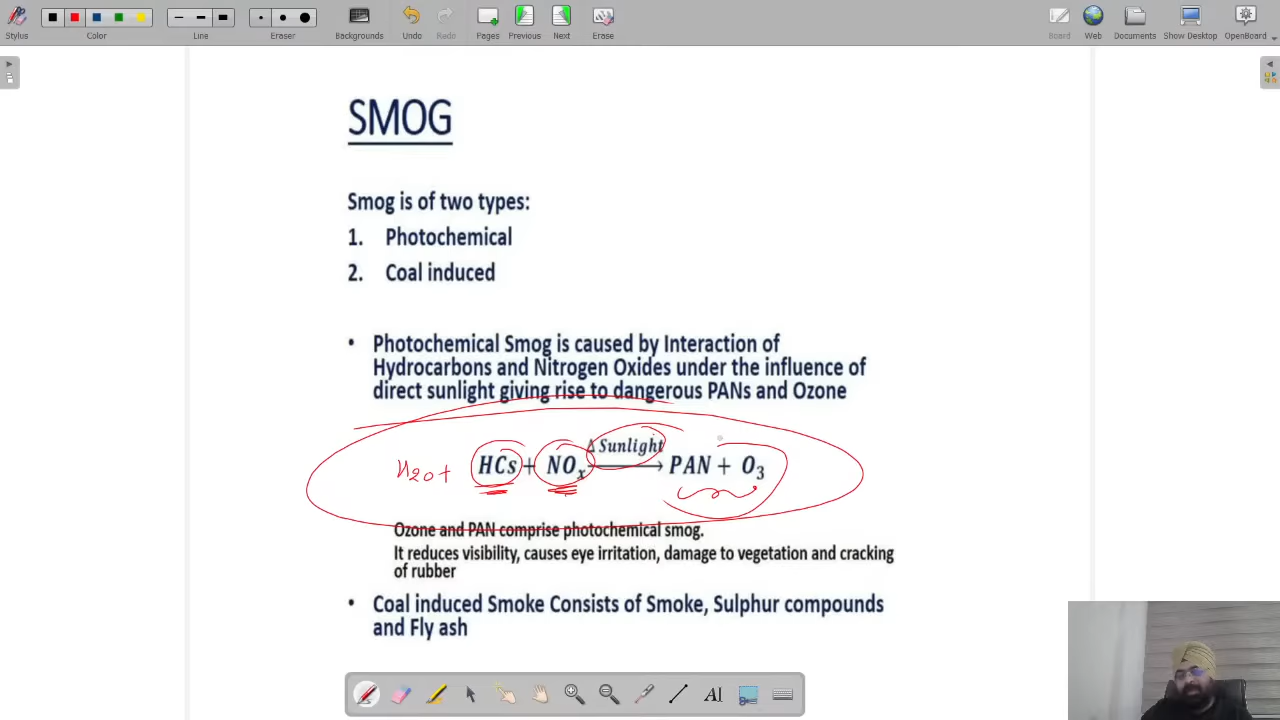 Stylus Color Line Eraser Backgrounds Undo Redo Pages Previous Next Erase Board Web Documents Show Desktop OpenBoard
SMOG
Smog is of two types:
1. Photochemical
2. Coal induced
• Photochemical Smog is caused by Interaction of
Hydrocarbons and Nitrogen Oxides under the influence of
direct sunlight giving rise to dangerous PANs and Ozone
Δ Sunlight
H2O + HCs + NOx → PAN + O3
Ozone and PAN comprise photochemical smog.
It reduces visibility, causes eye irritation, damage to vegetation and cracking
of rubber
• Coal induced Smoke Consists of Smoke, Sulphur compounds
and Fly ash
AI